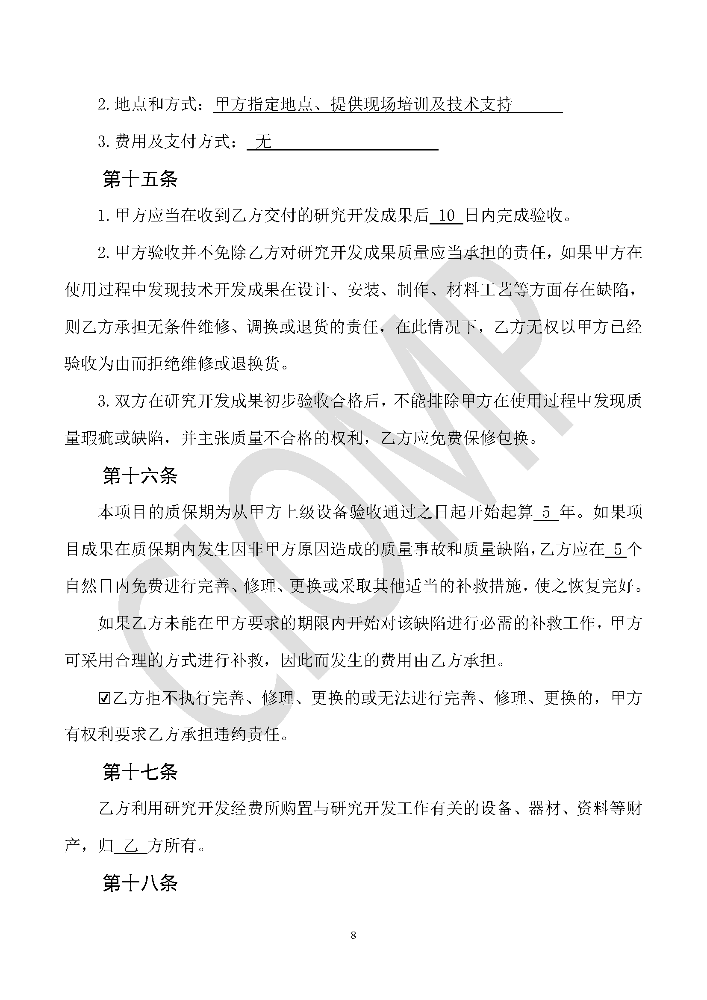 2. 地点和方式：甲方指定地点、提供现场培训及技术支持
3. 费用及支付方式： 无
第十五条
1. 甲方应当在收到乙方交付的研究开发成果后 10 日内完成验收。
2. 甲方验收并不免除乙方对研究开发成果质量应当承担的责任，如果甲方在
使用过程中发现技术开发成果在设计、安装、制作、材料工艺等方面存在缺陷，
则乙方承担无条件维修、调换或退货的责任，在此情况下，乙方无权以甲方已经
验收为由而拒绝维修或退换货。
3. 双方在研究开发成果初步验收合格后，不能排除甲方在使用过程中发现质
量瑕疵或缺陷，并主张质量不合格的权利，乙方应免费保修包换。
第十六条
本项目的质保期为从甲方上级设备验收通过之日起开始起算 5 年。如果项
目成果在质保期内发生因非甲方原因造成的质量事故和质量缺陷，乙方应在 5 个
自然日内免费进行完善、修理、更换或采取其他适当的补救措施，使之恢复完好。
如果乙方未能在甲方要求的期限内开始对该缺陷进行必需的补救工作，甲方
可采用合理的方式进行补救，因此而发生的费用由乙方承担。
☑乙方拒不执行完善、修理、更换的或无法进行完善、修理、更换的，甲方
有权利要求乙方承担违约责任。
第十七条
乙方利用研究开发经费所购置与研究开发工作有关的设备、器材、资料等财
产，归 乙 方所有。
第十八条
8
CIOMP